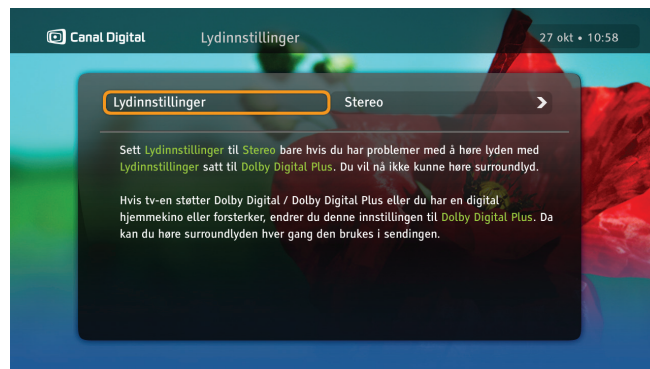 Canal Digital Lydinnstillinger 27 okt • 10:58
Lydinnstillinger Stereo
Sett Lydinnstillinger til Stereo bare hvis du har problemer med å høre lyden med
Lydinnstillinger satt til Dolby Digital Plus. Du vil nå ikke kunne høre surroundlyd.
Hvis tv-en støtter Dolby Digital / Dolby Digital Plus eller du har en digital
hjemmekino eller forsterker, endrer du denne innstillingen til Dolby Digital Plus. Da
kan du høre surroundlyden hver gang den brukes i sendingen.